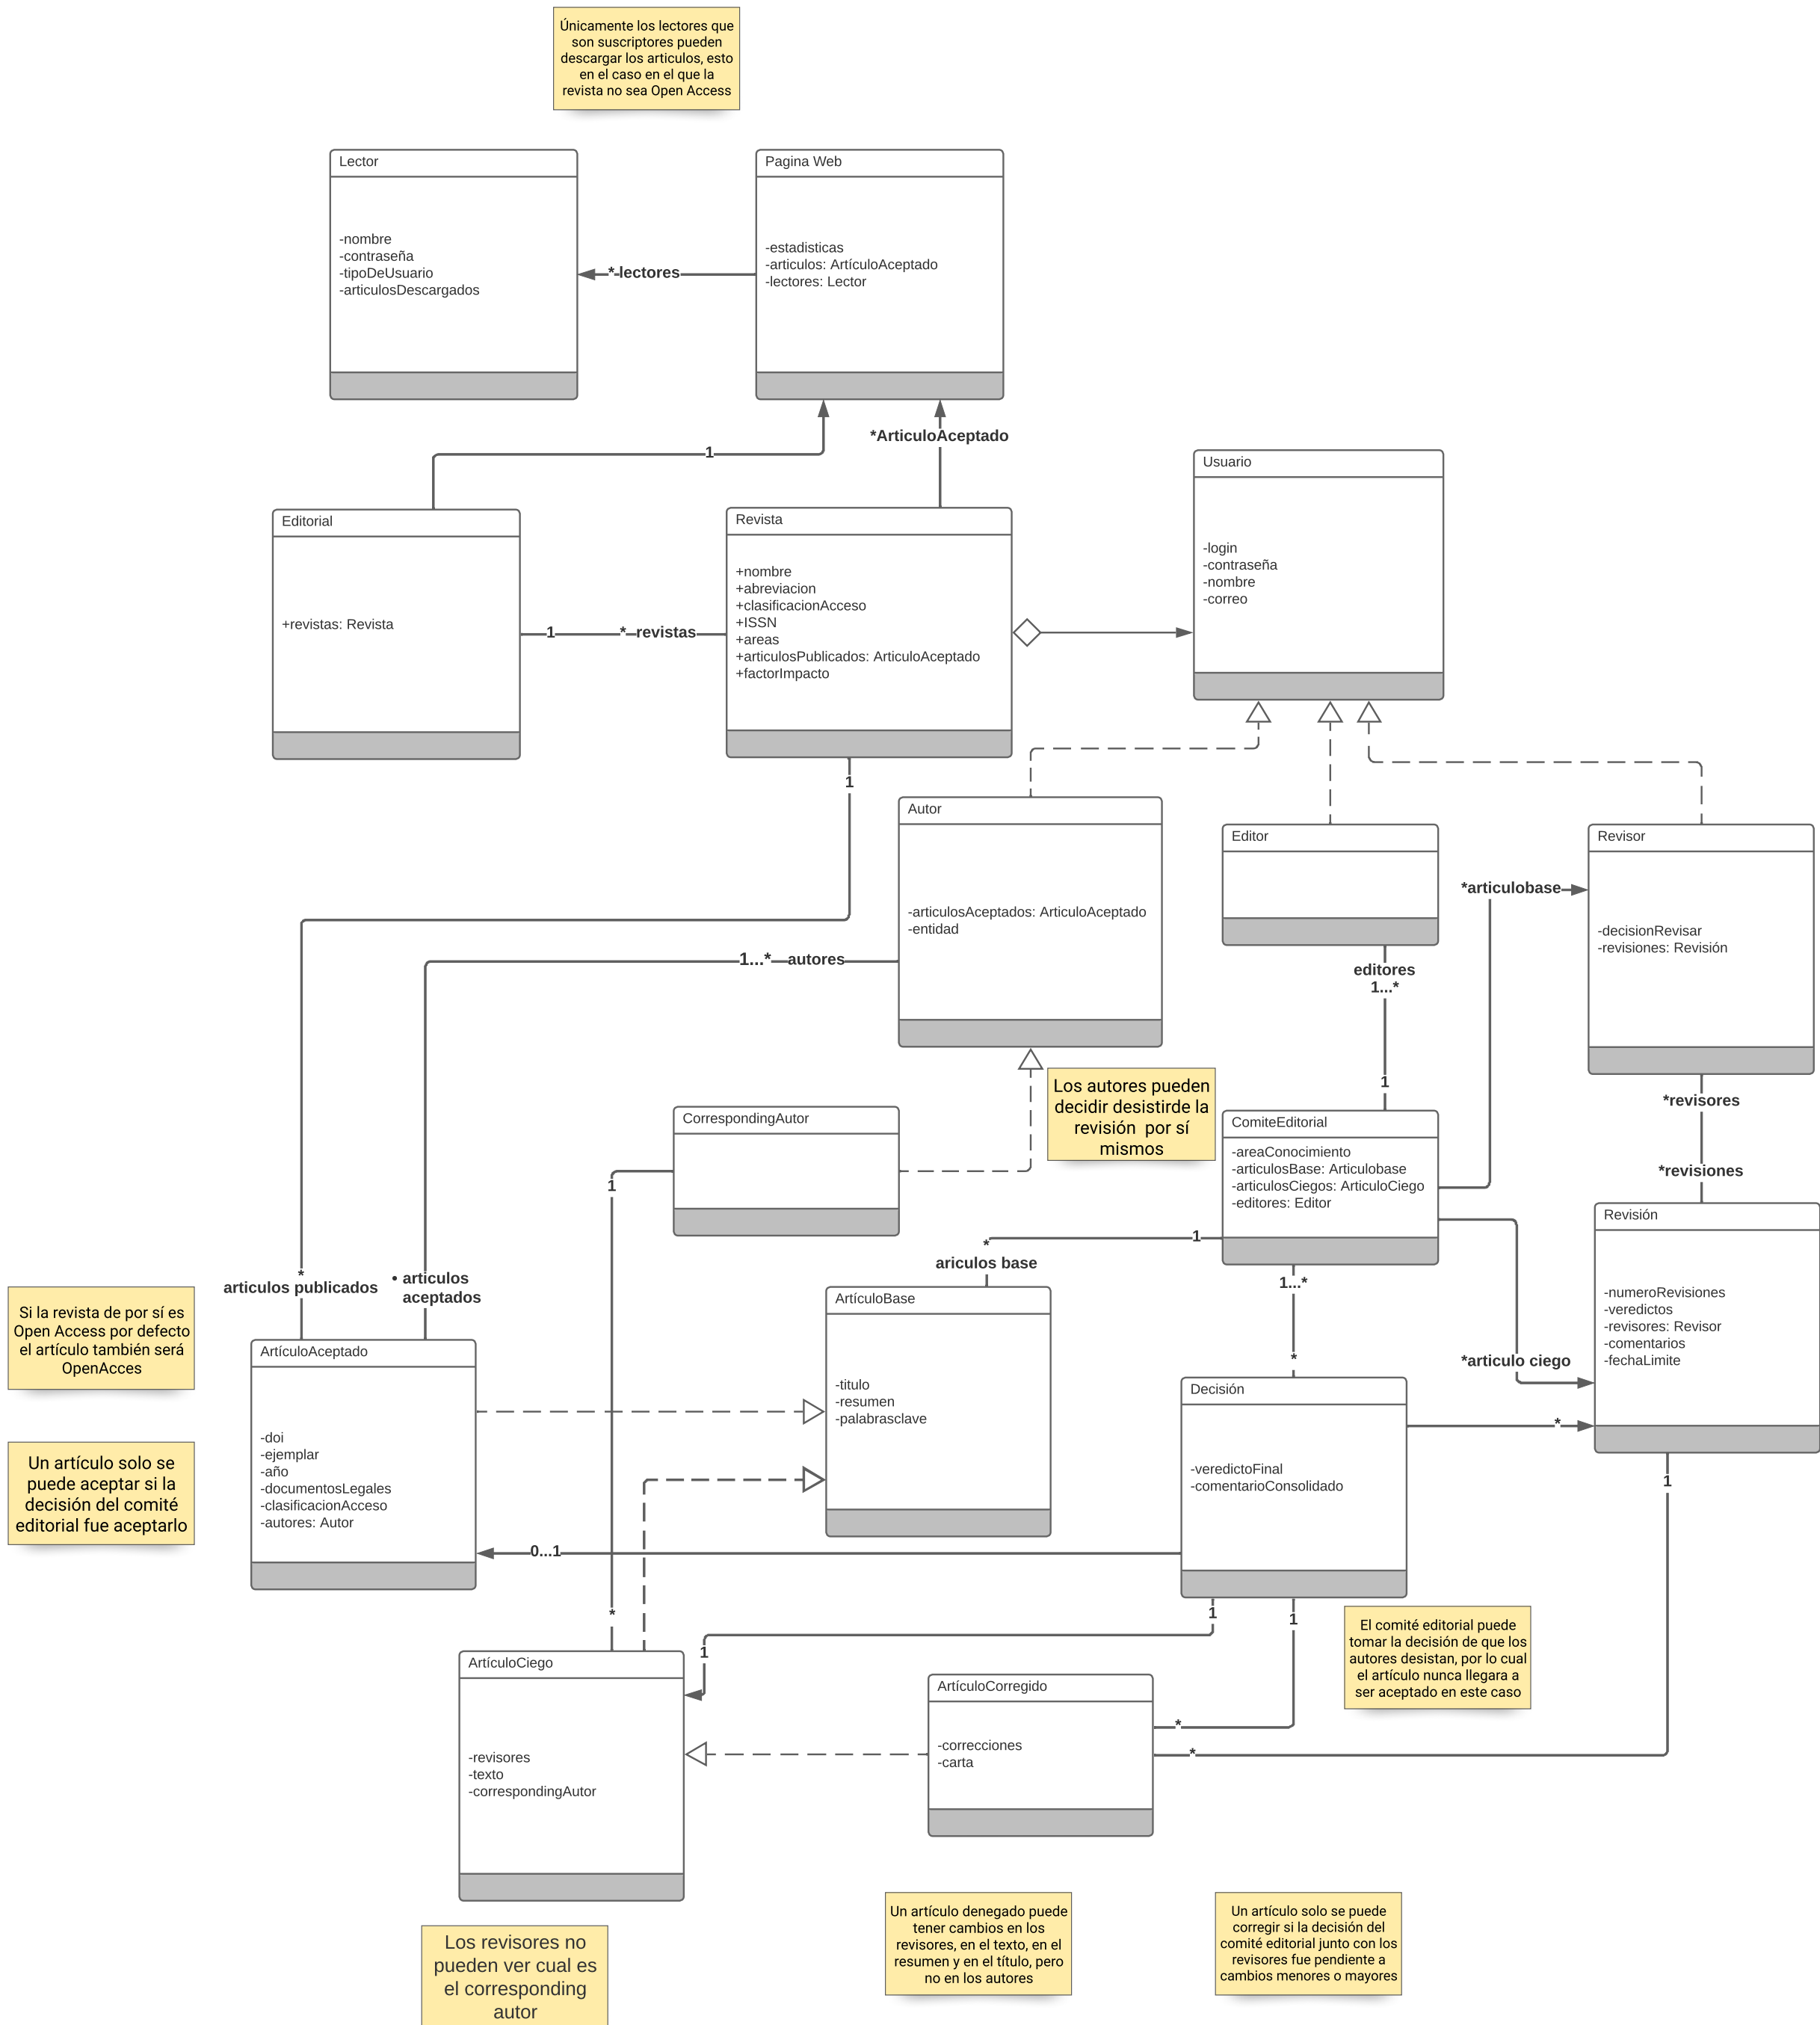 Únicamente los lectores que
son suscriptores pueden
descargar los articulos, esto
en el caso en el que la
revista no sea Open Access
Lector
-nombre
-contraseña
-tipoDeUsuario
-articulosDescargados
* lectores
Pagina Web
-estadisticas
-articulos: ArtículoAceptado
-lectores: Lector
1
*ArticuloAceptado
Editorial
+revistas: Revista
1
* revistas
Revista
+nombre
+abreviacion
+clasificacionAcceso
+ISSN
+areas
+articulosPublicados: ArticuloAceptado
+factorImpacto
Usuario
-login
-contraseña
-nombre
-correo
1
Autor
-articulosAceptados: ArticuloAceptado
-entidad
1...* autores
Editor
editores
1...*
1
*articulobase
Revisor
-decisionRevisar
-revisiones: Revisión
*revisores
*revisiones
Los autores pueden
decidir desistirde la
revisión por sí
mismos
CorrespondingAutor
1
ComiteEditorial
-areaConocimiento
-articulosBase: Articulobase
-articulosCiegos: ArticuloCiego
-editores: Editor
1
*
ariculos base
1...*
*
*articulo ciego
Revisión
-numeroRevisiones
-veredictos
-revisores: Revisor
-comentarios
-fechaLimite
*
articulos publicados
• articulos
aceptados
Si la revista de por sí es
Open Access por defecto
el artículo también será
OpenAcces
Un artículo solo se
puede aceptar si la
decisión del comité
editorial fue aceptarlo
ArtículoAceptado
-doi
-ejemplar
-año
-documentosLegales
-clasificacionAcceso
-autores: Autor
ArtículoBase
-titulo
-resumen
-palabrasclave
Decisión
-veredictoFinal
-comentarioConsolidado
*
1
0...1
*
1
1
1
El comité editorial puede
tomar la decisión de que los
autores desistan, por lo cual
el artículo nunca llegara a
ser aceptado en este caso
ArtículoCiego
-revisores
-texto
-correspondingAutor
ArtículoCorregido
-correcciones
-carta
*
*
Los revisores no
pueden ver cual es
el corresponding
autor
Un artículo denegado puede
tener cambios en los
revisores, en el texto, en el
resumen y en el título, pero
no en los autores
Un artículo solo se puede
corregir si la decisión del
comité editorial junto con los
revisores fue pendiente a
cambios menores o mayores